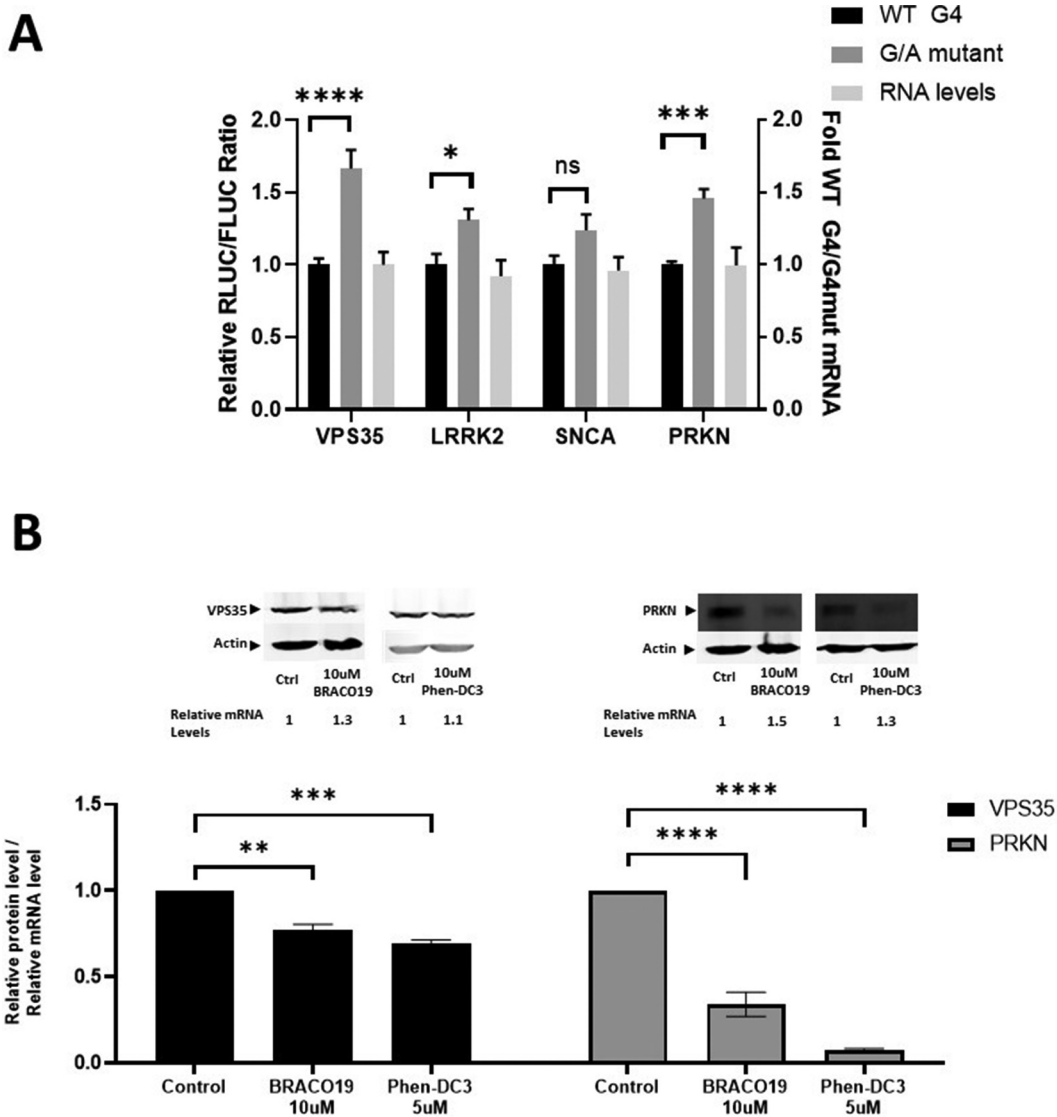 A
WT G4
G/A mutant
RNA levels
Relative RLUC/FLUC Ratio
2.0
1.5
1.0
0.5
0.0
****
*
ns
***
2.0
1.5
1.0
0.5
0.0
Fold WT G4/G4mut mRNA
VPS35 LRRK2 SNCA PRKN
B
VPS35
Actin
Ctrl 10uM Ctrl 10uM
BRACO19 Phen-DC3
Relative mRNA 1 1.3 1 1.1
Levels
PRKN
Actin
Ctrl 10uM Ctrl 10uM
BRACO19 Phen-DC3
Relative mRNA 1 1.5 1 1.3
Levels
Relative protein level /
Relative mRNA level
1.5
1.0
0.5
0.0
***
**
****
****
VPS35
PRKN
Control BRACO19 Phen-DC3 Control BRACO19 Phen-DC3
10uM 5uM 10uM 5uM